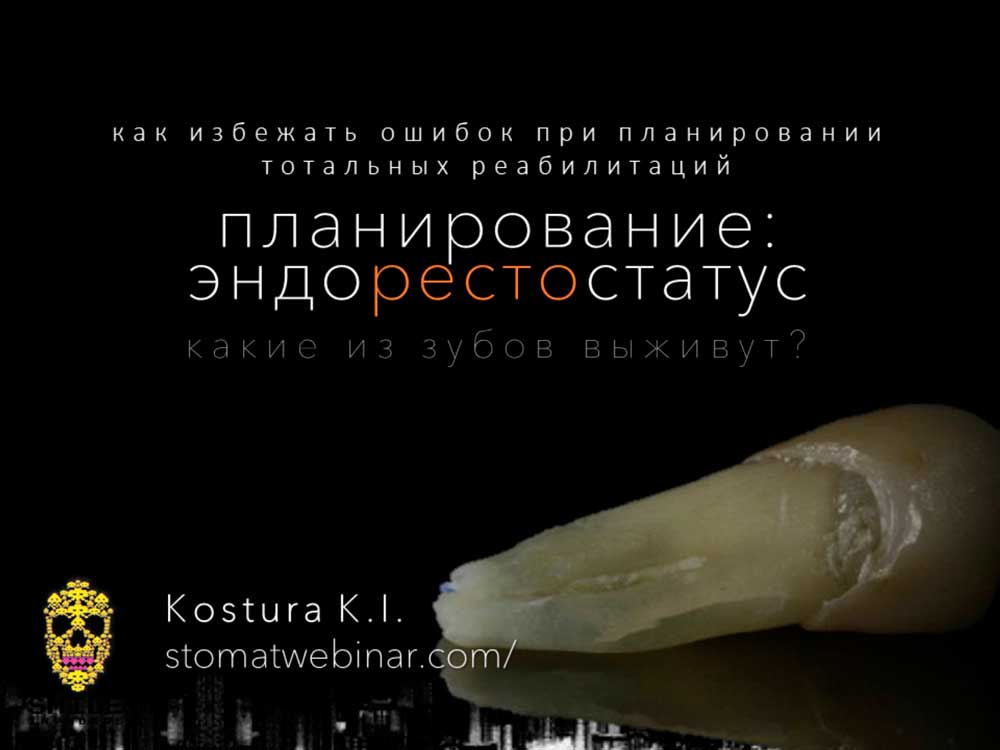 как избежать ошибок при планировании
тотальных реабилитаций
планирование:
эндорестостатус
какие из зубов выживут?
Kostura K.I.
stomatwebinar.com/